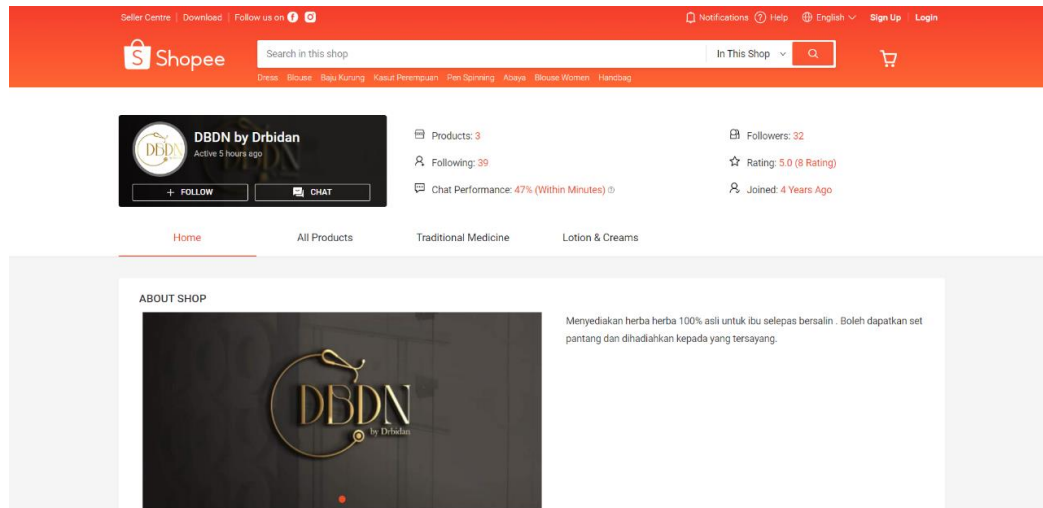 Seller Centre | Download | Follow us on
Notifications Help English Sign Up | Login
Shopee
Search in this shop
In This Shop
Dress Blouse Baju Kurung Kasut Perempuan Pen Spinning Abaya Blouse Women Handbag
DBDN
DBDN by Drbidan
Active 5 hours ago
+ FOLLOW
CHAT
Products: 3
Followers: 32
Following: 39
Rating: 5.0 (8 Rating)
Chat Performance: 47% (Within Minutes)
Joined: 4 Years Ago
Home
All Products
Traditional Medicine
Lotion & Creams
ABOUT SHOP
DBDN
by Drbidan
Menyediakan herba herba 100% asli untuk ibu selepas bersalin . Boleh dapatkan set
pantang dan dihadiahkan kepada yang tersayang.